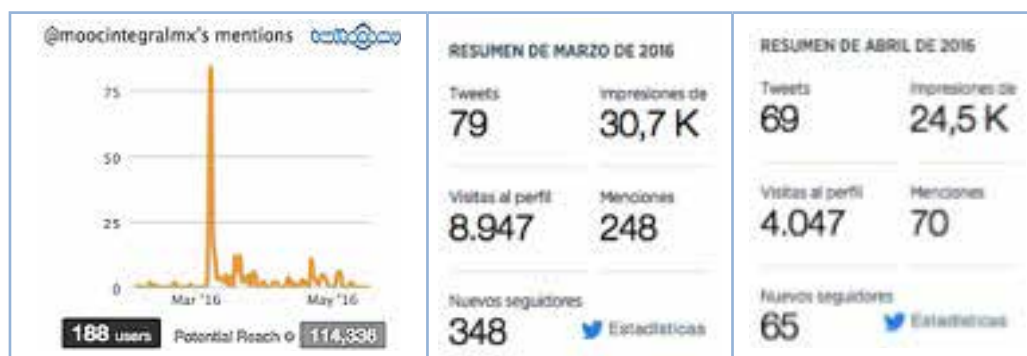 @moocintegralmx's mentions
75
50
25
0
Mar '16
May '16
188 users
Potential Reach
114,336
RESUMEN DE MARZO DE 2016
Tweets
Impresiones de
79
30,7 K
Visitas al perfil
Menciones
8.947
248
Nuevos seguidores
348
Estadísticas
RESUMEN DE ABRIL DE 2016
Tweets
Impresiones de
69
24,5 K
Visitas al perfil
Menciones
4.047
70
Nuevos seguidores
65
Estadísticas